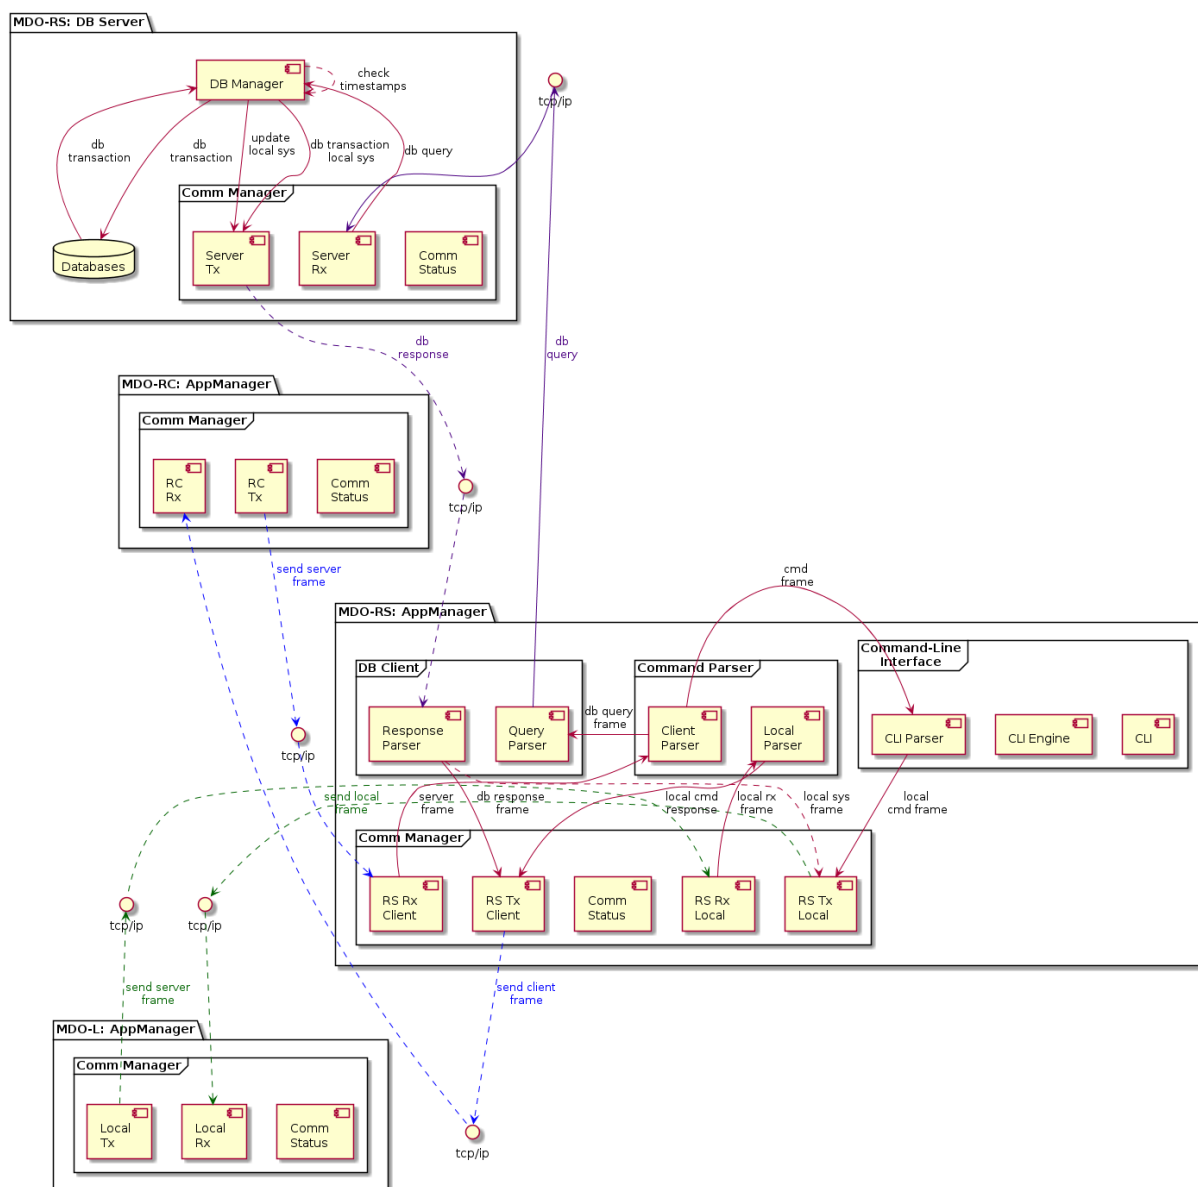 MDO-RS: DB Server
DB Manager
check
timestamps
tcp/ip
db
transaction
db
transaction
update
local sys
db transaction
local sys
db query
Comm Manager
Databases
Server
Tx
Server
Rx
Comm
Status
db
response
db
query
MDO-RC: AppManager
Comm Manager
RC
Rx
RC
Tx
Comm
Status
tcp/ip
send server
frame
cmd
frame
MDO-RS: AppManager
DB Client
Command Parser
Command-Line
Interface
Response
Parser
Query
Parser
db query
frame
Client
Parser
Local
Parser
CLI Parser
CLI Engine
CLI
tcp/ip
send local
frame
server
frame
db response
frame
local cmd
response
local rx
frame
local sys
frame
local
cmd frame
Comm Manager
RS Rx
Client
RS Tx
Client
Comm
Status
RS Rx
Local
RS Tx
Local
tcp/ip
tcp/ip
send server
frame
send client
frame
MDO-L: AppManager
Comm Manager
Local
Tx
Local
Rx
Comm
Status
tcp/ip